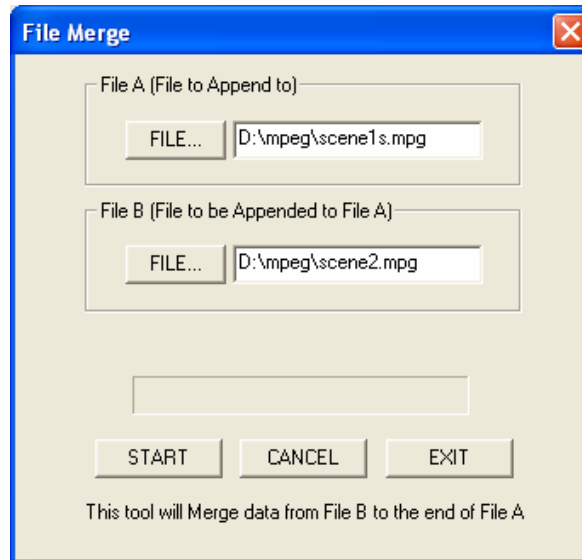 File Merge
File A (File to Append to)
FILE... D:\mpeg\scene1s.mpg
File B (File to be Appended to File A)
FILE... D:\mpeg\scene2.mpg
START CANCEL EXIT
This tool will Merge data from File B to the end of File A